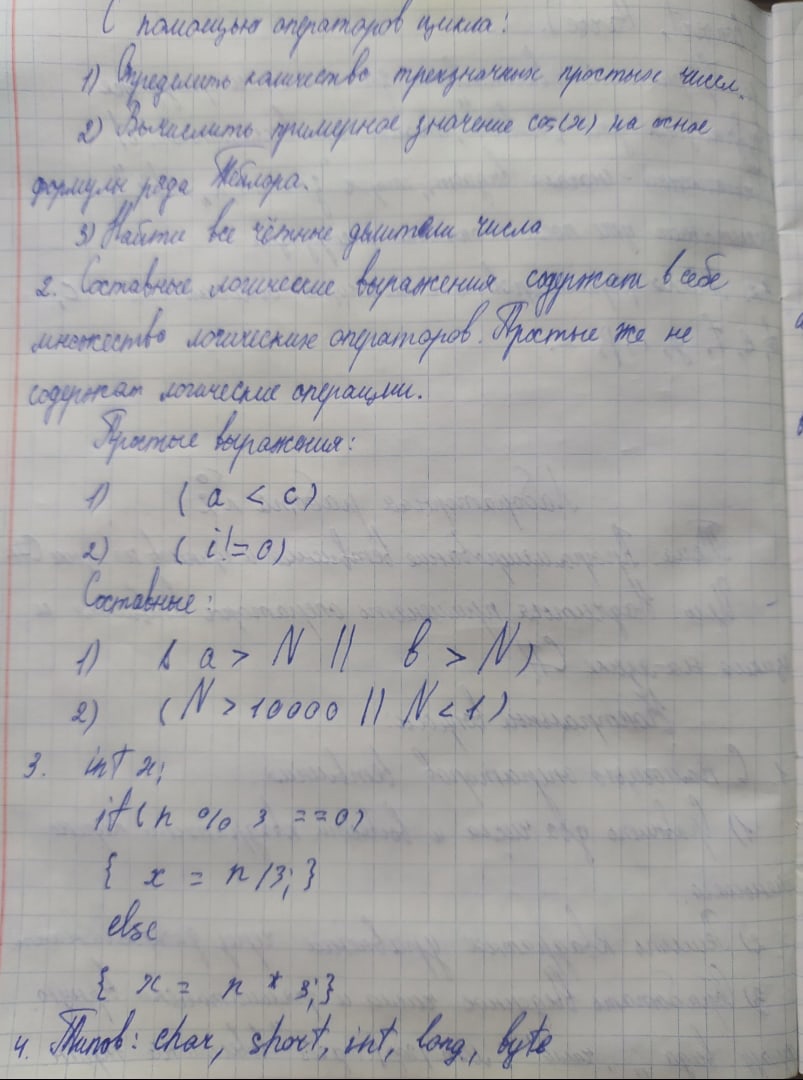 С помощью операторов цикла:
1) Определить количество трехзначных простых чисел.
2) Вычислить примерное значение cos(x) на основе
формулы ряда Тейлора.
3) Найти все чётные делители числа
2. Составные логические выражения содержат в себе
множество логических операторов. Простые же не
содержат логические операции.
Простые выражения:
1) (a < c)
2) (i != 0)
Составные:
1) (a > N || b > N)
2) (N > 10000 || N < 1)
3. int x;
if (n % 3 == 0)
{ x = n / 3; }
else
{ x = n * 3; }
4. Типов: char, short, int, long, byte